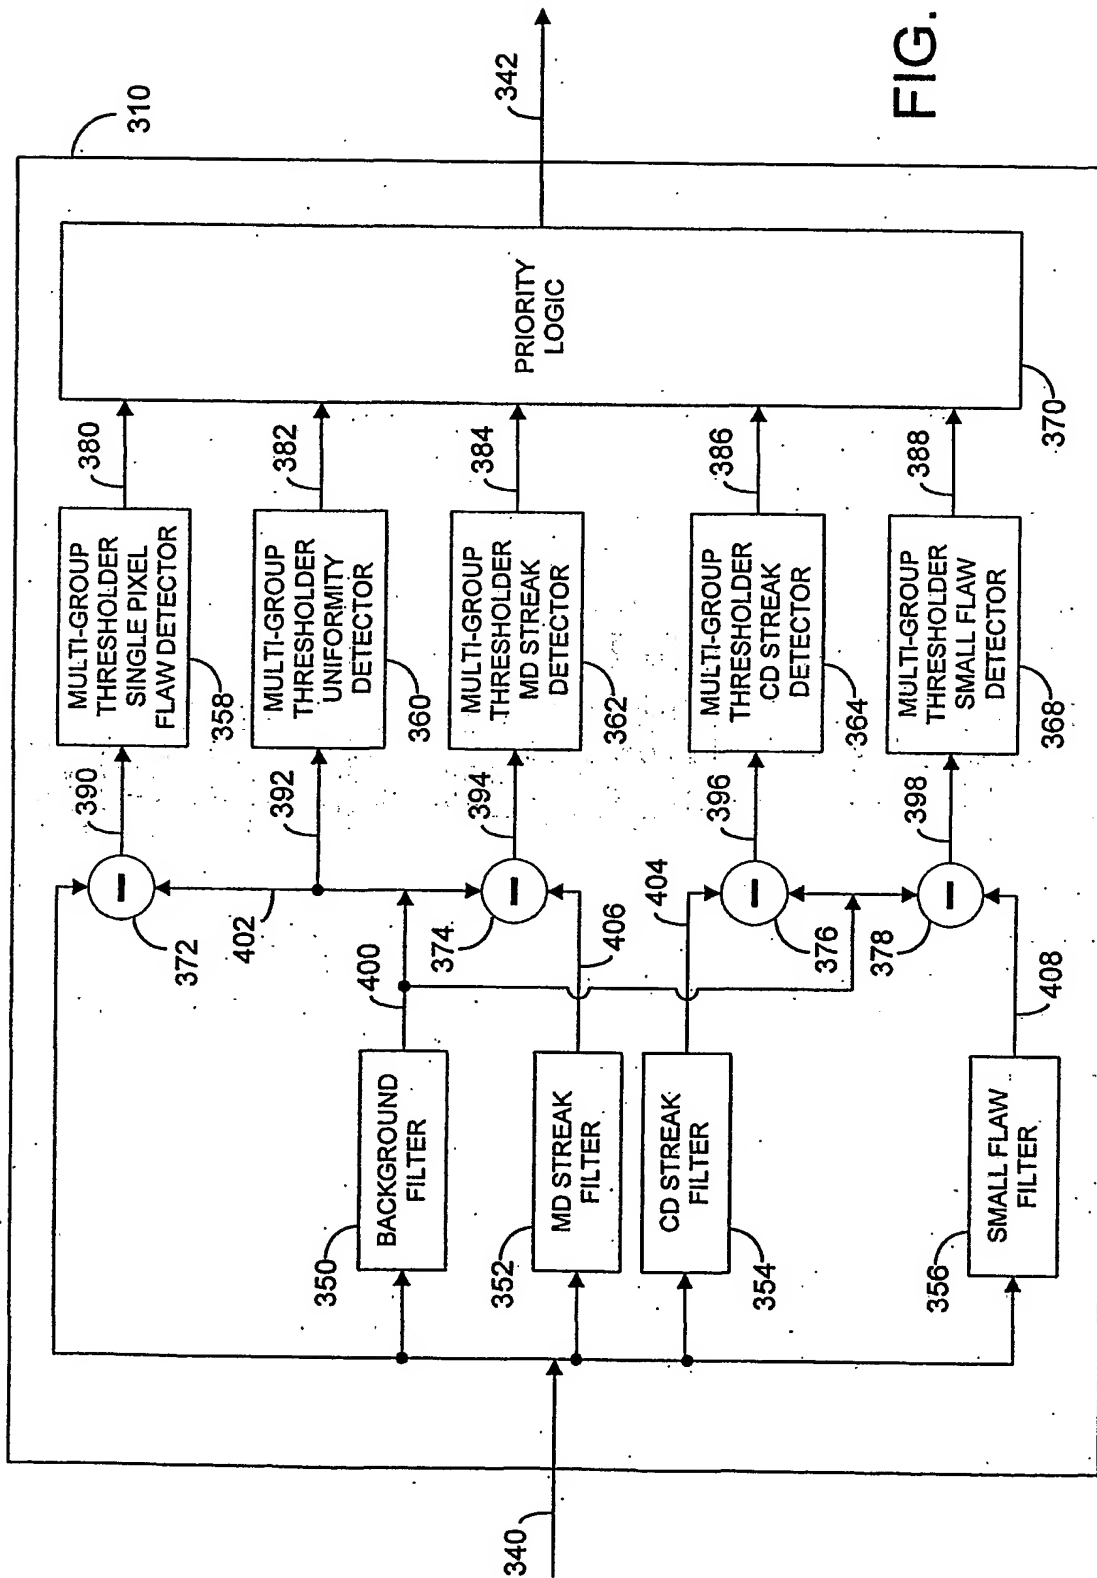 310
342
FIG.
PRIORITY
LOGIC
370
380
382
384
386
388
MULTI-GROUP
THRESHOLDER
SINGLE PIXEL
FLAW DETECTOR
358
MULTI-GROUP
THRESHOLDER
UNIFORMITY
DETECTOR
360
MULTI-GROUP
THRESHOLDER
MD STREAK
DETECTOR
362
MULTI-GROUP
THRESHOLDER
CD STREAK
DETECTOR
364
MULTI-GROUP
THRESHOLDER
SMALL FLAW
DETECTOR
368
390
392
394
396
398
372
402
400
374
406
404
376
378
408
350
BACKGROUND
FILTER
352
MD STREAK
FILTER
CD STREAK
FILTER
354
356
SMALL FLAW
FILTER
340